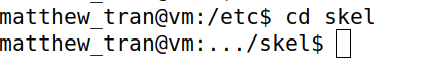 matthew_tran@vm:/etc$ cd skel
matthew_tran@vm:.../skel$